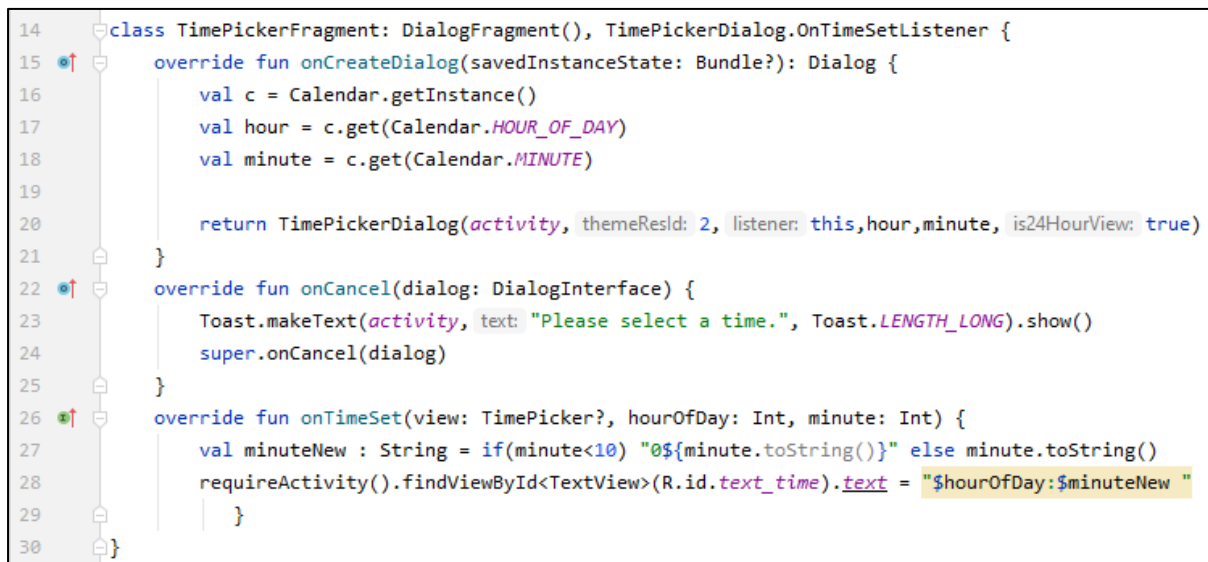 14 class TimePickerFragment: DialogFragment(), TimePickerDialog.OnTimeSetListener {
15 override fun onCreateDialog(savedInstanceState: Bundle?): Dialog {
16 val c = Calendar.getInstance()
17 val hour = c.get(Calendar.HOUR_OF_DAY)
18 val minute = c.get(Calendar.MINUTE)
19
20 return TimePickerDialog(activity, themeResId: 2, listener: this,hour,minute, is24HourView: true)
21 }
22 override fun onCancel(dialog: DialogInterface) {
23 Toast.makeText(activity, text: "Please select a time.", Toast.LENGTH_LONG).show()
24 super.onCancel(dialog)
25 }
26 override fun onTimeSet(view: TimePicker?, hourOfDay: Int, minute: Int) {
27 val minuteNew : String = if(minute<10) "0${minute.toString()}" else minute.toString()
28 requireActivity().findViewById<TextView>(R.id.text_time).text = "$hourOfDay:$minuteNew "
29 }
30 }